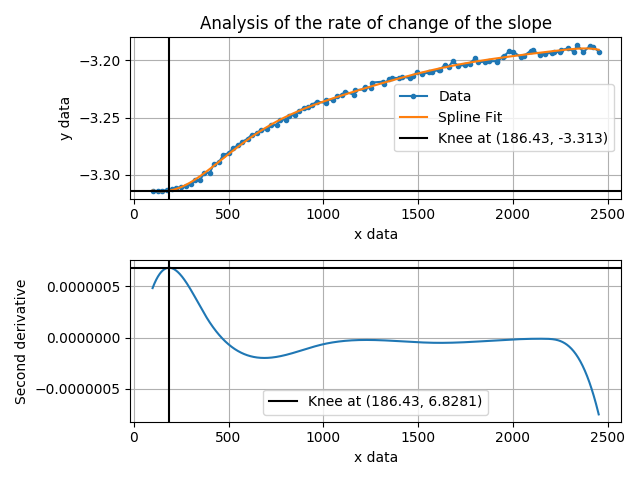 Analysis of the rate of change of the slope
y data
−3.20
−3.25
−3.30
Data
Spline Fit
Knee at (186.43, -3.313)
0 500 1000 1500 2000 2500
x data
Second derivative
0.0000005
0.0000000
−0.0000005
Knee at (186.43, 6.8281)
0 500 1000 1500 2000 2500
x data